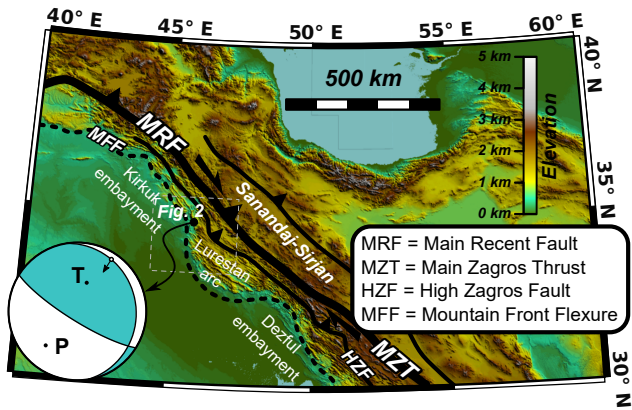 40° E
45° E
50° E
55° E
60° E
40° N
35° N
30° N
500 km
5 km
4 km
3 km
2 km
1 km
0 km
Elevation
MRF
MFF
Kirkuk
embayment
Fig. 2
Sanandaj-Sirjan
Lurestan
arc
Dezful
embayment
HZF
MZT
T
P
MRF = Main Recent Fault
MZT = Main Zagros Thrust
HZF = High Zagros Fault
MFF = Mountain Front Flexure